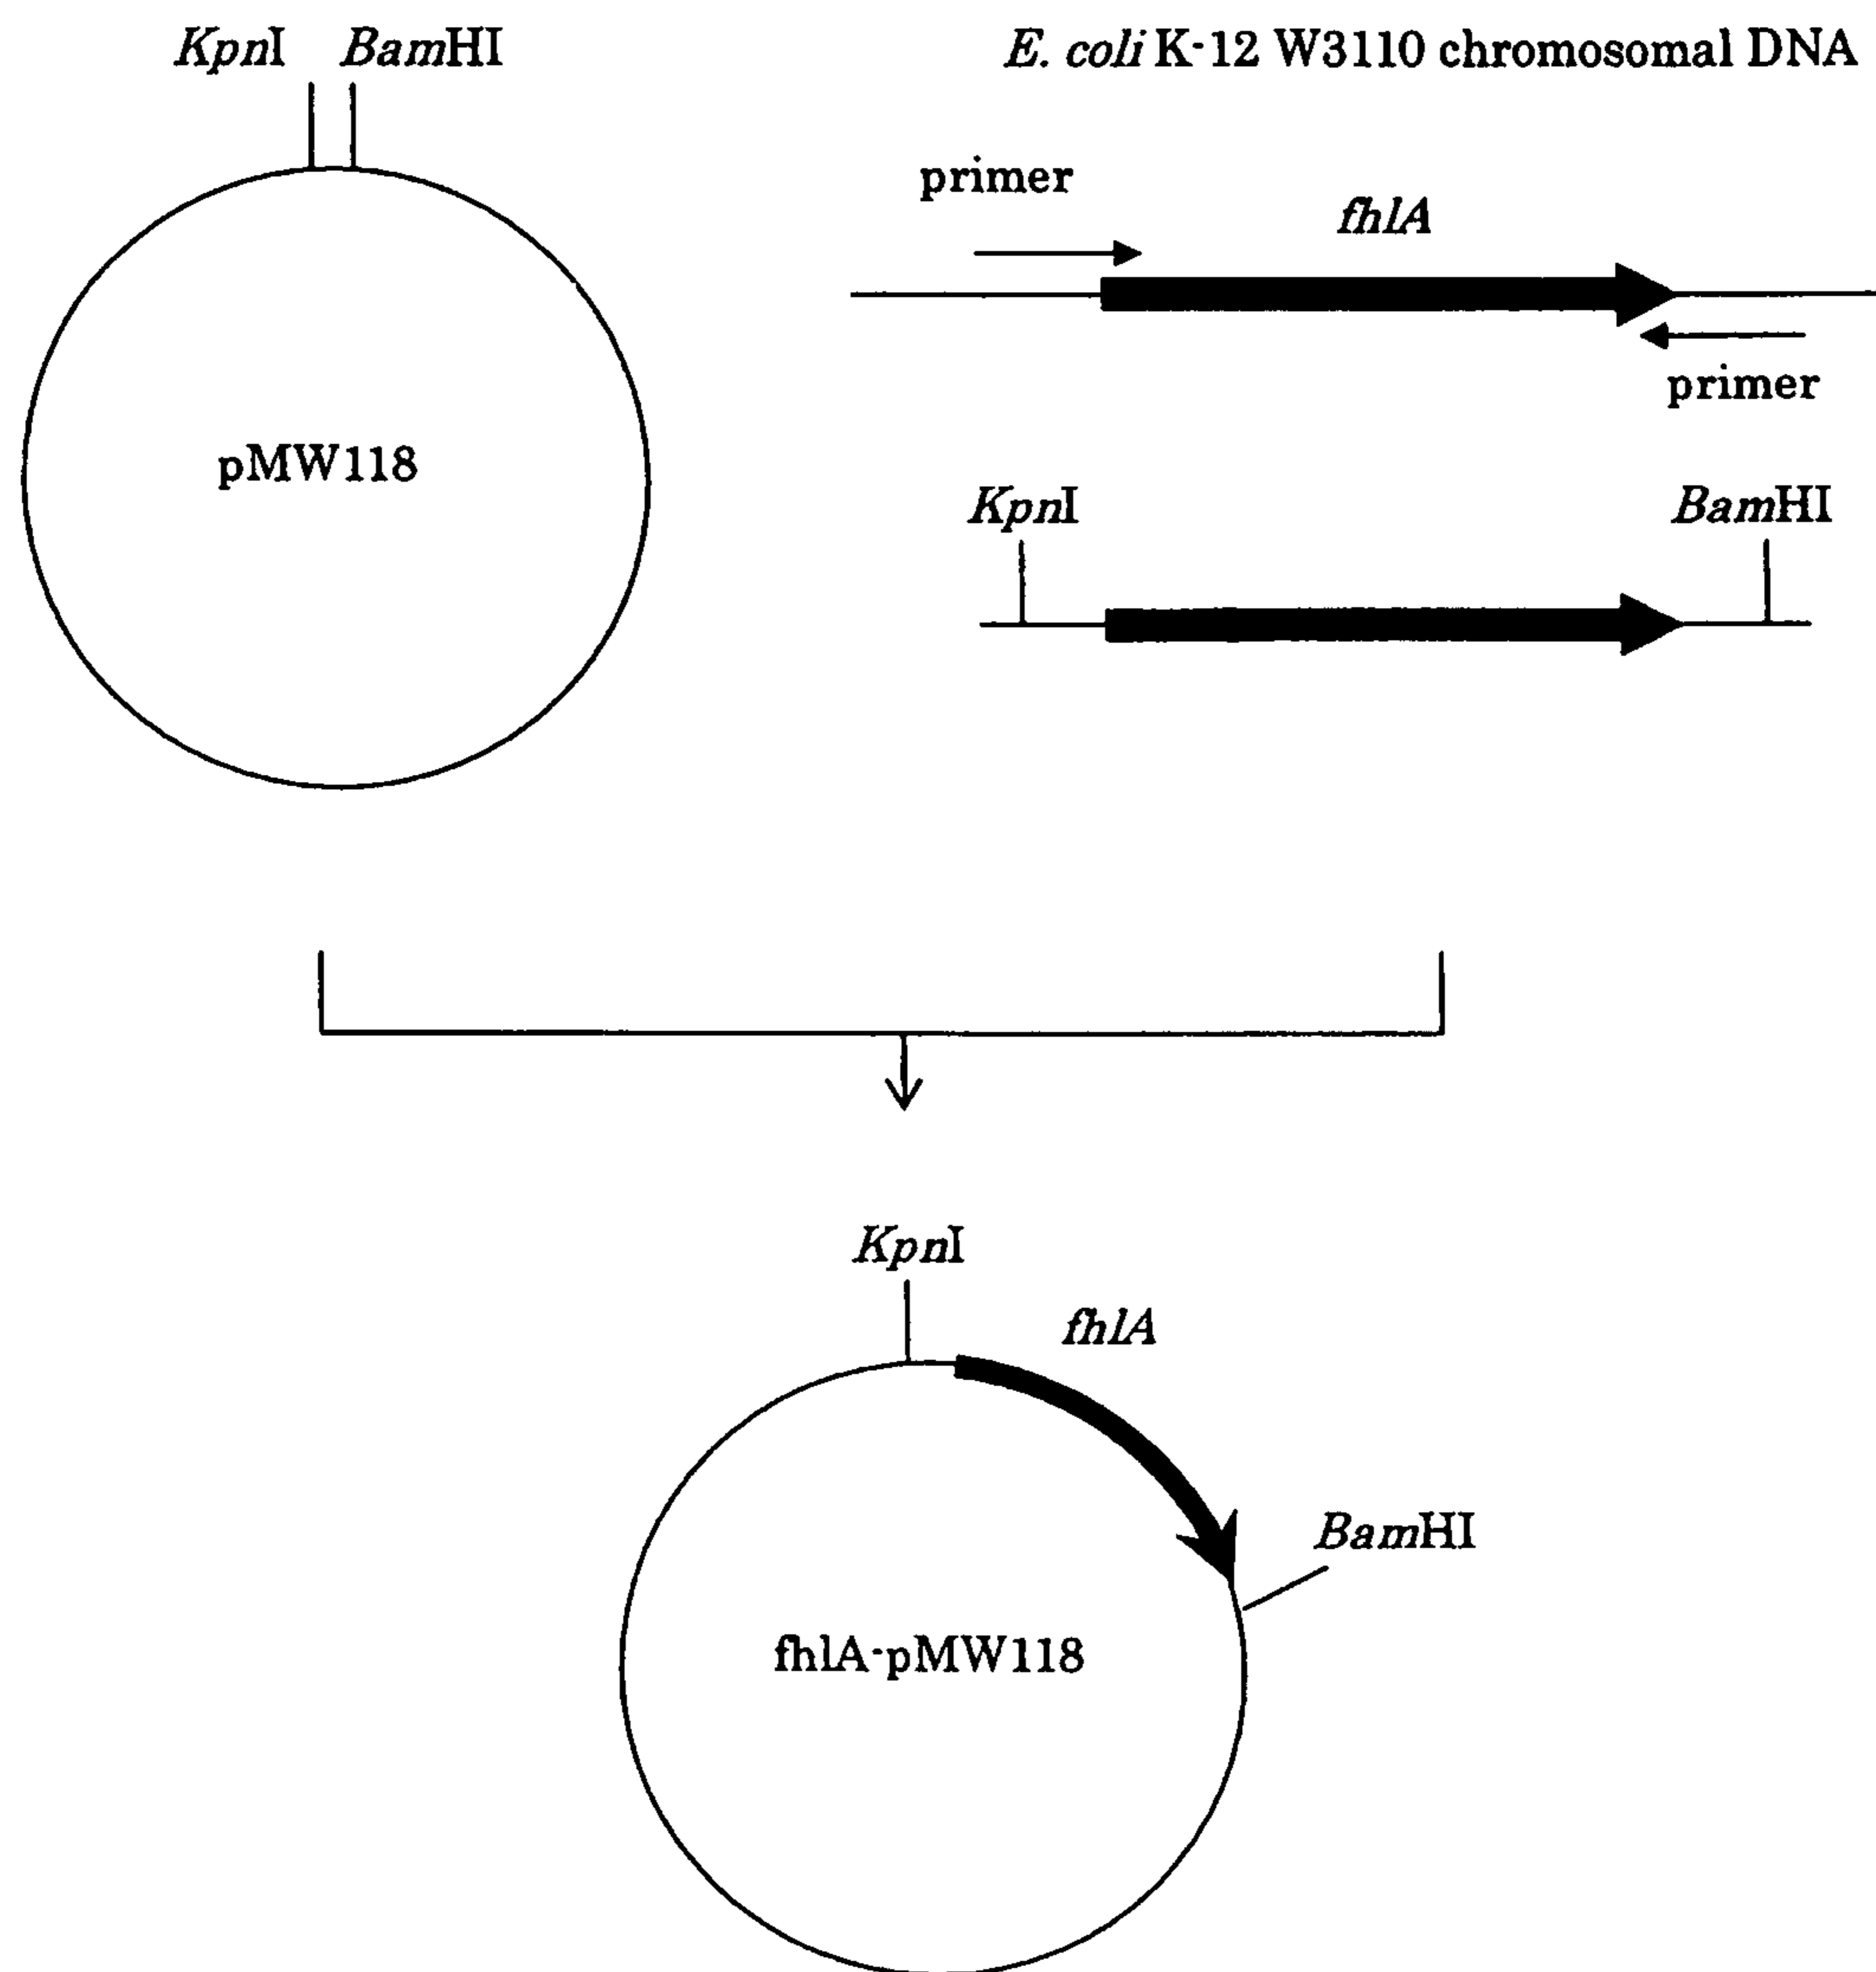 KpnI BamHI
E. coli K-12 W3110 chromosomal DNA
primer
fhlA
primer
pMW118
KpnI
BamHI
KpnI
fhlA
BamHI
fhlA-pMW118